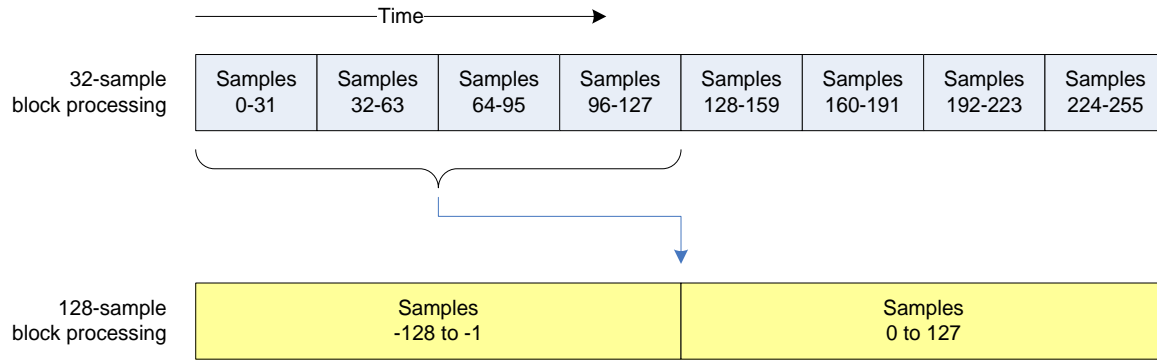 Time
32-sample
block processing
Samples
0-31
Samples
32-63
Samples
64-95
Samples
96-127
Samples
128-159
Samples
160-191
Samples
192-223
Samples
224-255
128-sample
block processing
Samples
-128 to -1
Samples
0 to 127